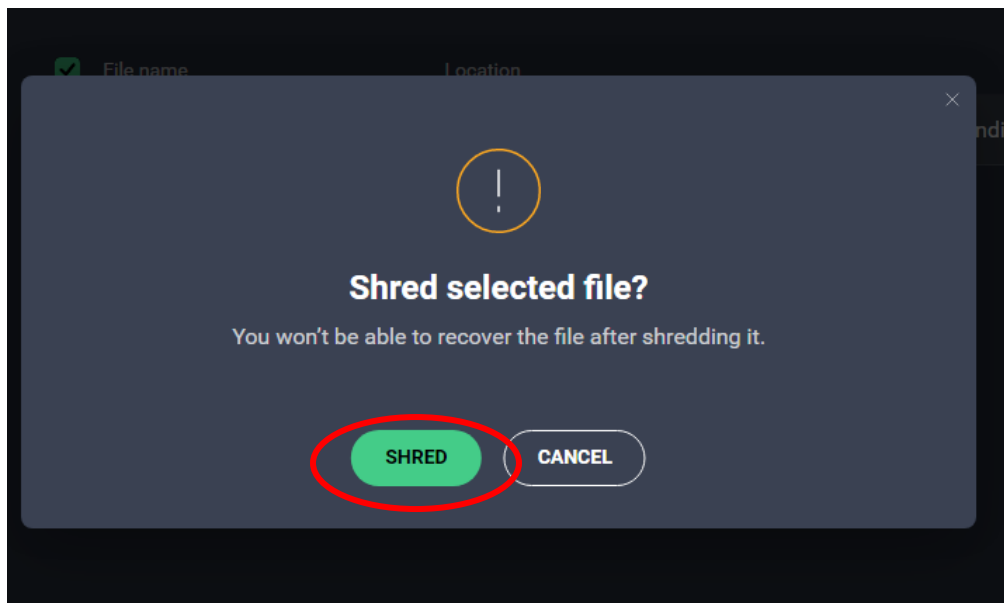 File name Location
ndi
Shred selected file?
You won't be able to recover the file after shredding it.
SHRED CANCEL